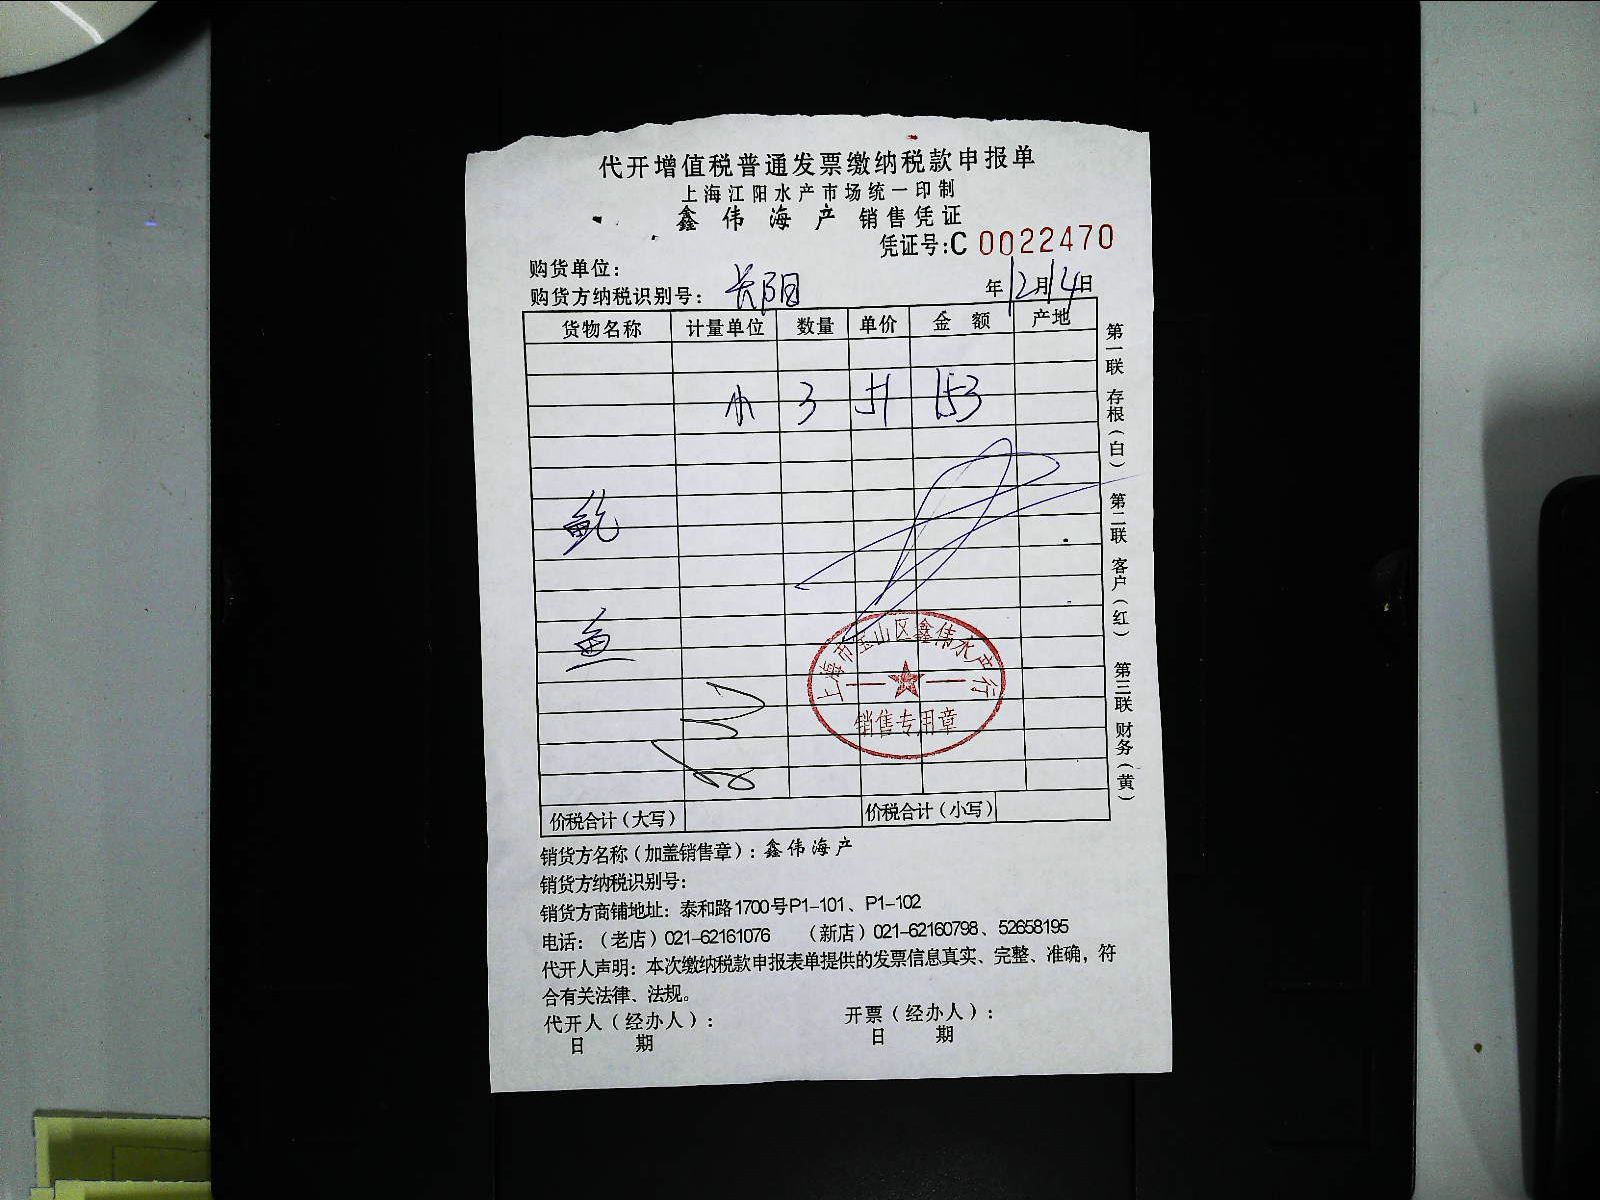 代开增值税普通发票缴纳税款申报单
上海江阳水产市场统一印制
鑫伟海产 销售凭证
凭证号:C 0022470
购货单位：
购货方纳税识别号： 长阳 年12月14日
货物名称 计量单位 数量 单价 金额 产地
小 3 51 153
鲍
鱼
价税合计（大写） 价税合计（小写）
销货方名称（加盖销售章）：鑫伟海产
销货方纳税识别号：
销货方商铺地址：泰和路1700号P1-101、P1-102
电话：（老店）021-62161076 （新店）021-62160798、52658195
代开人声明：本次缴纳税款申报表单提供的发票信息真实、完整、准确，符
合有关法律、法规。
代开人（经办人）： 开票（经办人）：
日期 日期
第一联 存根（白） 第二联 客户（红） 第三联 财务（黄）
上海市宝山区鑫伟水产行
销售专用章